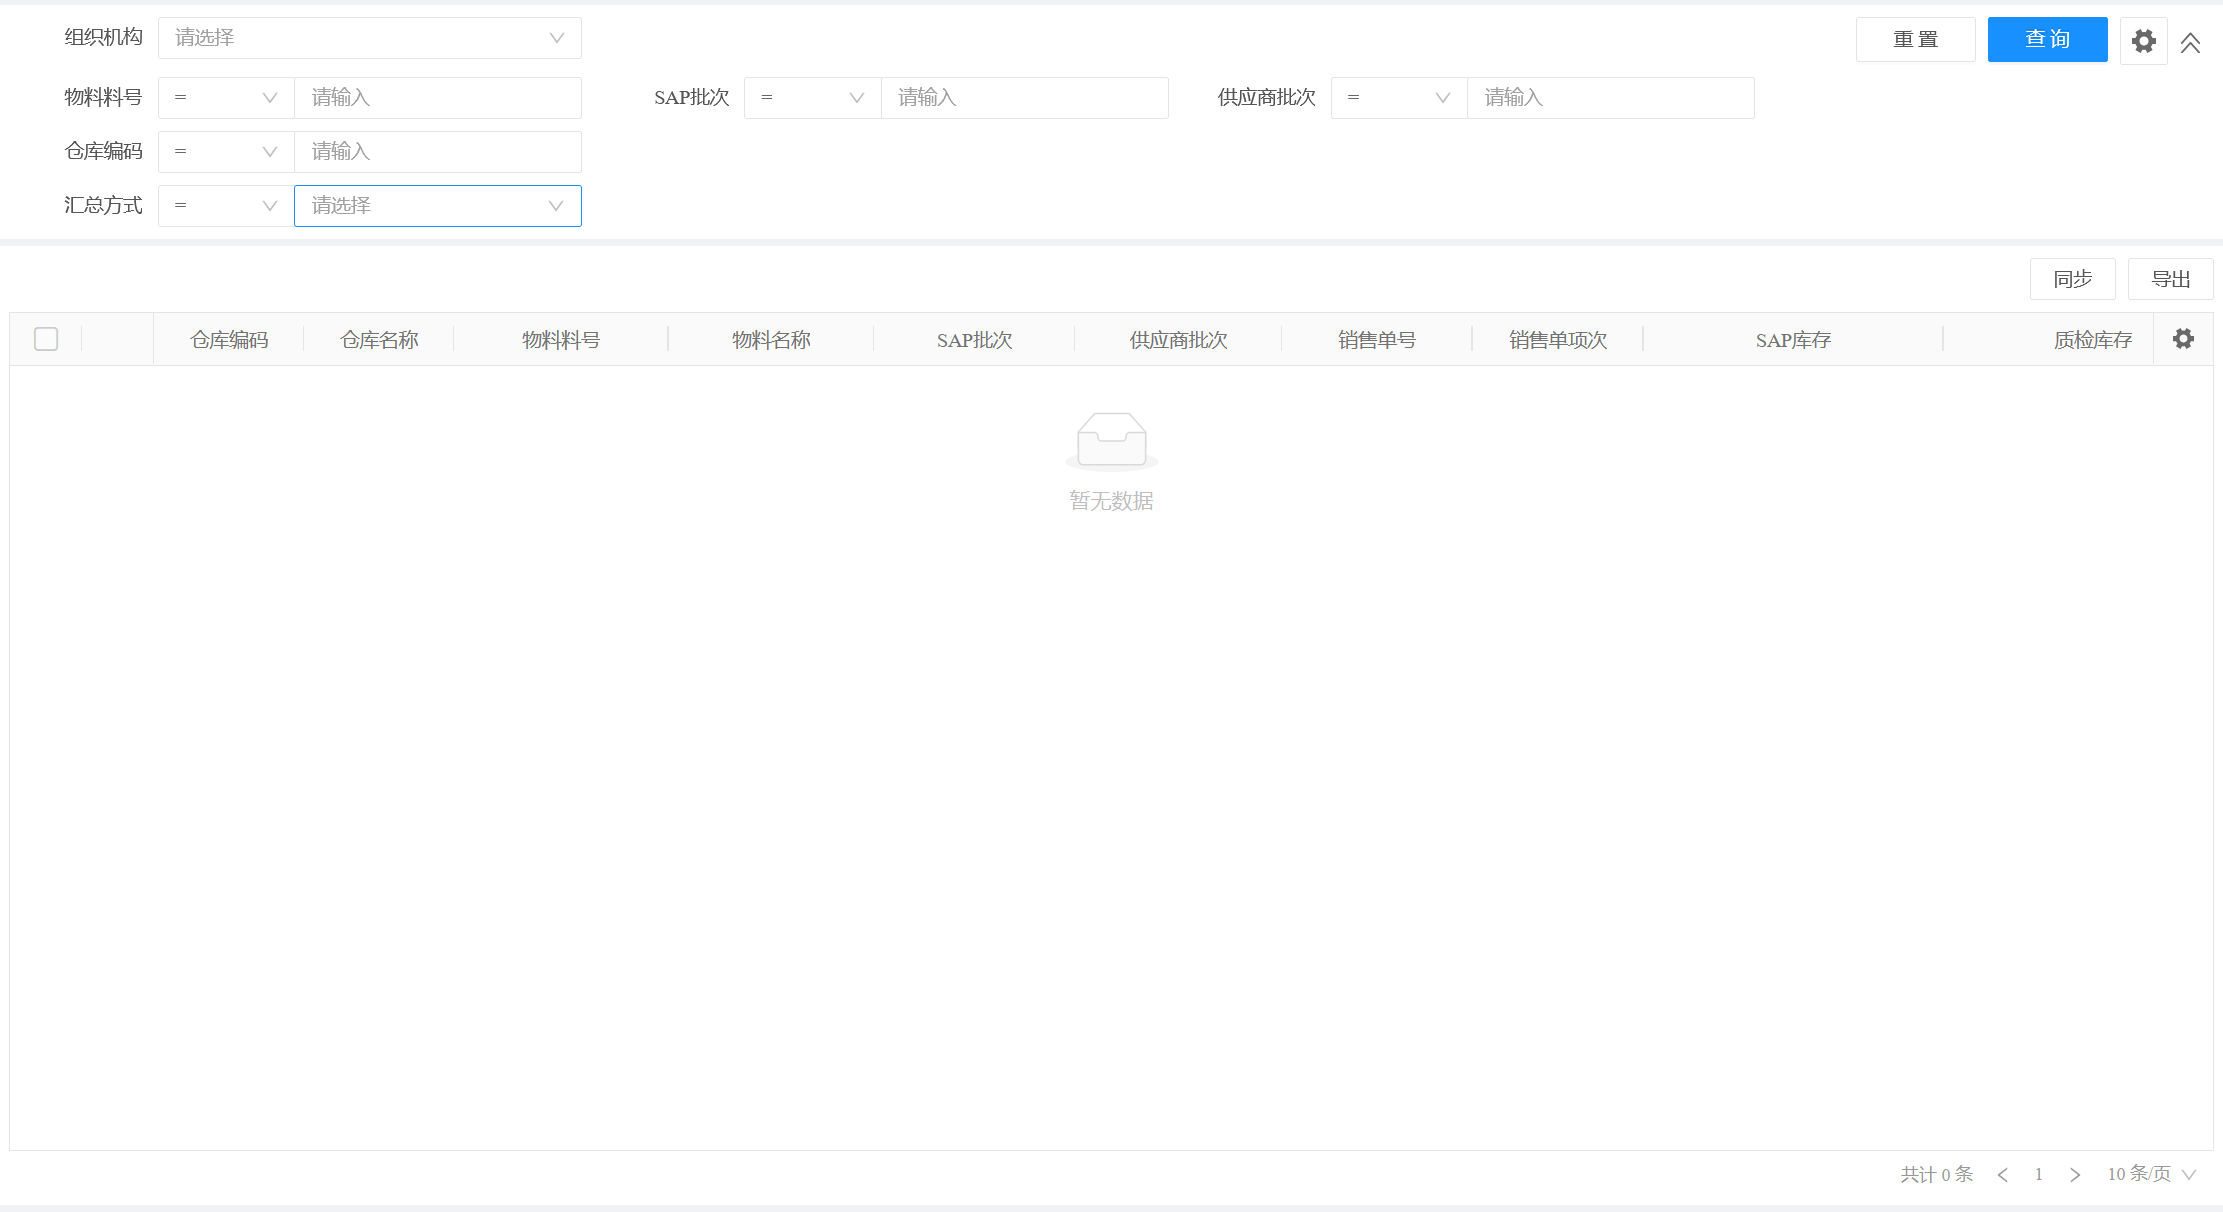 组织机构 请选择 重置 查询
物料料号 = 请输入 SAP批次 = 请输入 供应商批次 = 请输入
仓库编码 = 请输入
汇总方式 = 请选择
同步 导出
仓库编码 仓库名称 物料料号 物料名称 SAP批次 供应商批次 销售单号 销售单项次 SAP库存 质检库存
暂无数据
共计 0 条 1 10 条/页